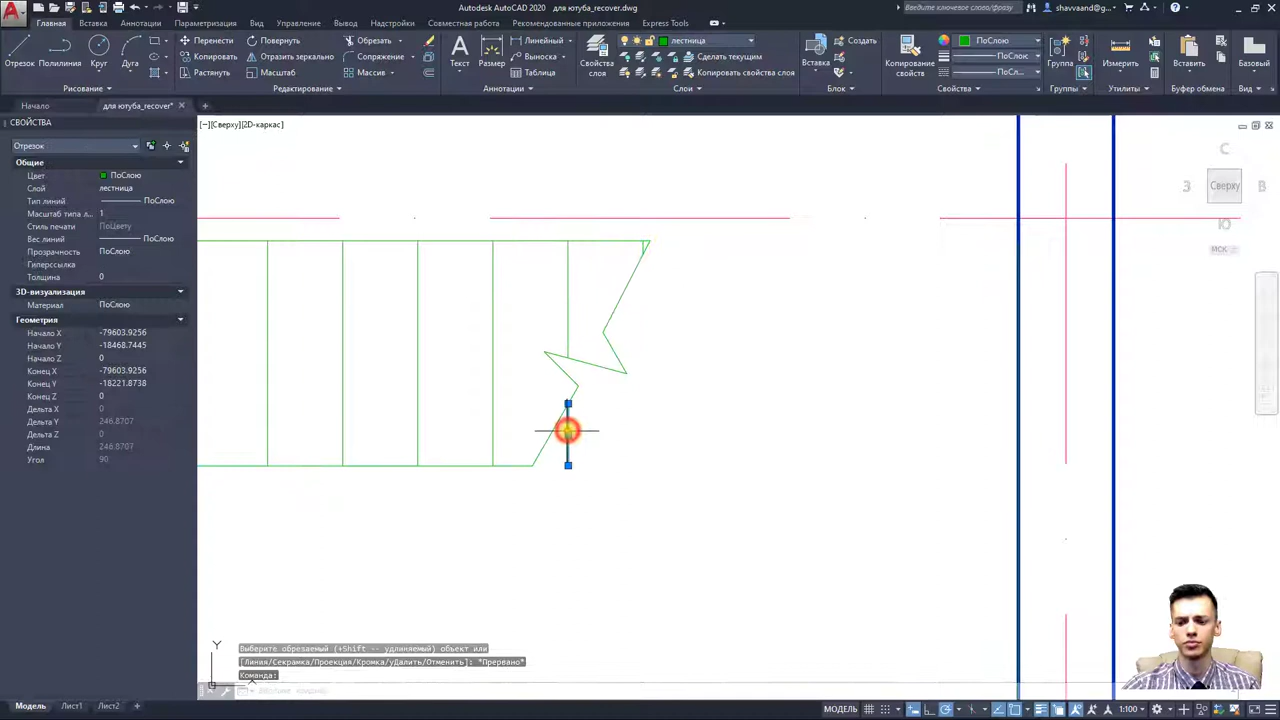 Autodesk AutoCAD 2020 для ютуба_recover.dwg
Введите ключевое слово/фразу
shavvaand@g...
Главная Вставка Аннотации Параметризация Вид Управление Вывод Надстройки Совместная работа Рекомендованные приложения Express Tools
Отрезок Полилиния Круг Дуга
Перенести Повернуть Обрезать
Копировать Отразить зеркально Сопряжение
Растянуть Масштаб Массив
Текст Размер
Линейный
Выноска
Таблица
Свойства слоя
лестница
Сделать текущим
Копировать свойства слоя
Вставка
Создать
Копирование свойств
ПоСлою
ПоСлою
ПоСл...
Группа
Измерить
Вставить
Базовый
Рисование Редактирование Аннотации Слои Блок Свойства Группы Утилиты Буфер обмена Вид
Начало для ютуба_recover*
СВОЙСТВА
[−][Сверху][2D-каркас]
Отрезок
Общие
Цвет ПоСлою
Слой лестница
Тип линий ПоСлою
Масштаб типа л... 1
Стиль печати ПоЦвету
Вес линий ПоСлою
Прозрачность ПоСлою
Гиперссылка
Толщина 0
3D-визуализация
Материал ПоСлою
Геометрия
Начало X -79603.9256
Начало Y -18468.7445
Начало Z 0
Конец X -79603.9256
Конец Y -18221.8738
Конец Z 0
Дельта X 0
Дельта Y 246.8707
Дельта Z 0
Длина 246.8707
Угол 90
С
З Сверху В
Ю
МСК
Y
Выберите обрезаемый (+Shift -- удлиняемый) объект или
[Линия/Секрамка/Проекция/Кромка/уДалить/Отменить]: *Прервано*
Команда:
Модель Лист1 Лист2 +
МОДЕЛЬ
1:100